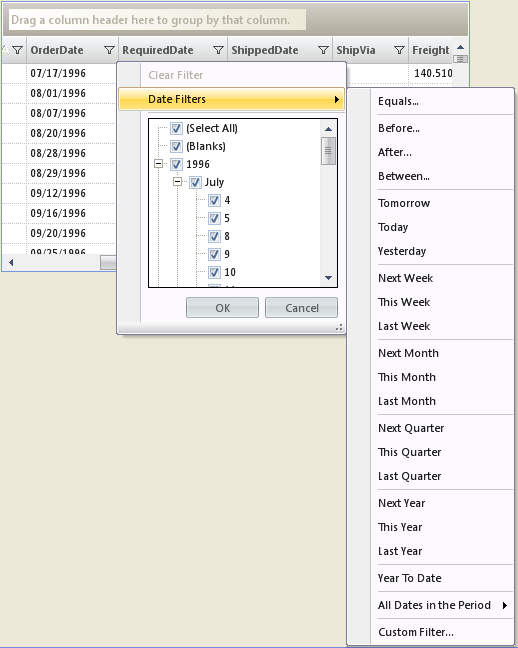 Drag a column header here to group by that column.
OrderDate RequiredDate ShippedDate ShipVia Freight
07/17/1996 140.510
08/01/1996
08/07/1996
08/20/1996
08/28/1996
08/29/1996
09/12/1996
09/16/1996
09/20/1996
09/25/1996
Clear Filter
Date Filters
(Select All)
(Blanks)
1996
July
4
5
8
9
10
OK Cancel
Equals...
Before...
After...
Between...
Tomorrow
Today
Yesterday
Next Week
This Week
Last Week
Next Month
This Month
Last Month
Next Quarter
This Quarter
Last Quarter
Next Year
This Year
Last Year
Year To Date
All Dates in the Period
Custom Filter...